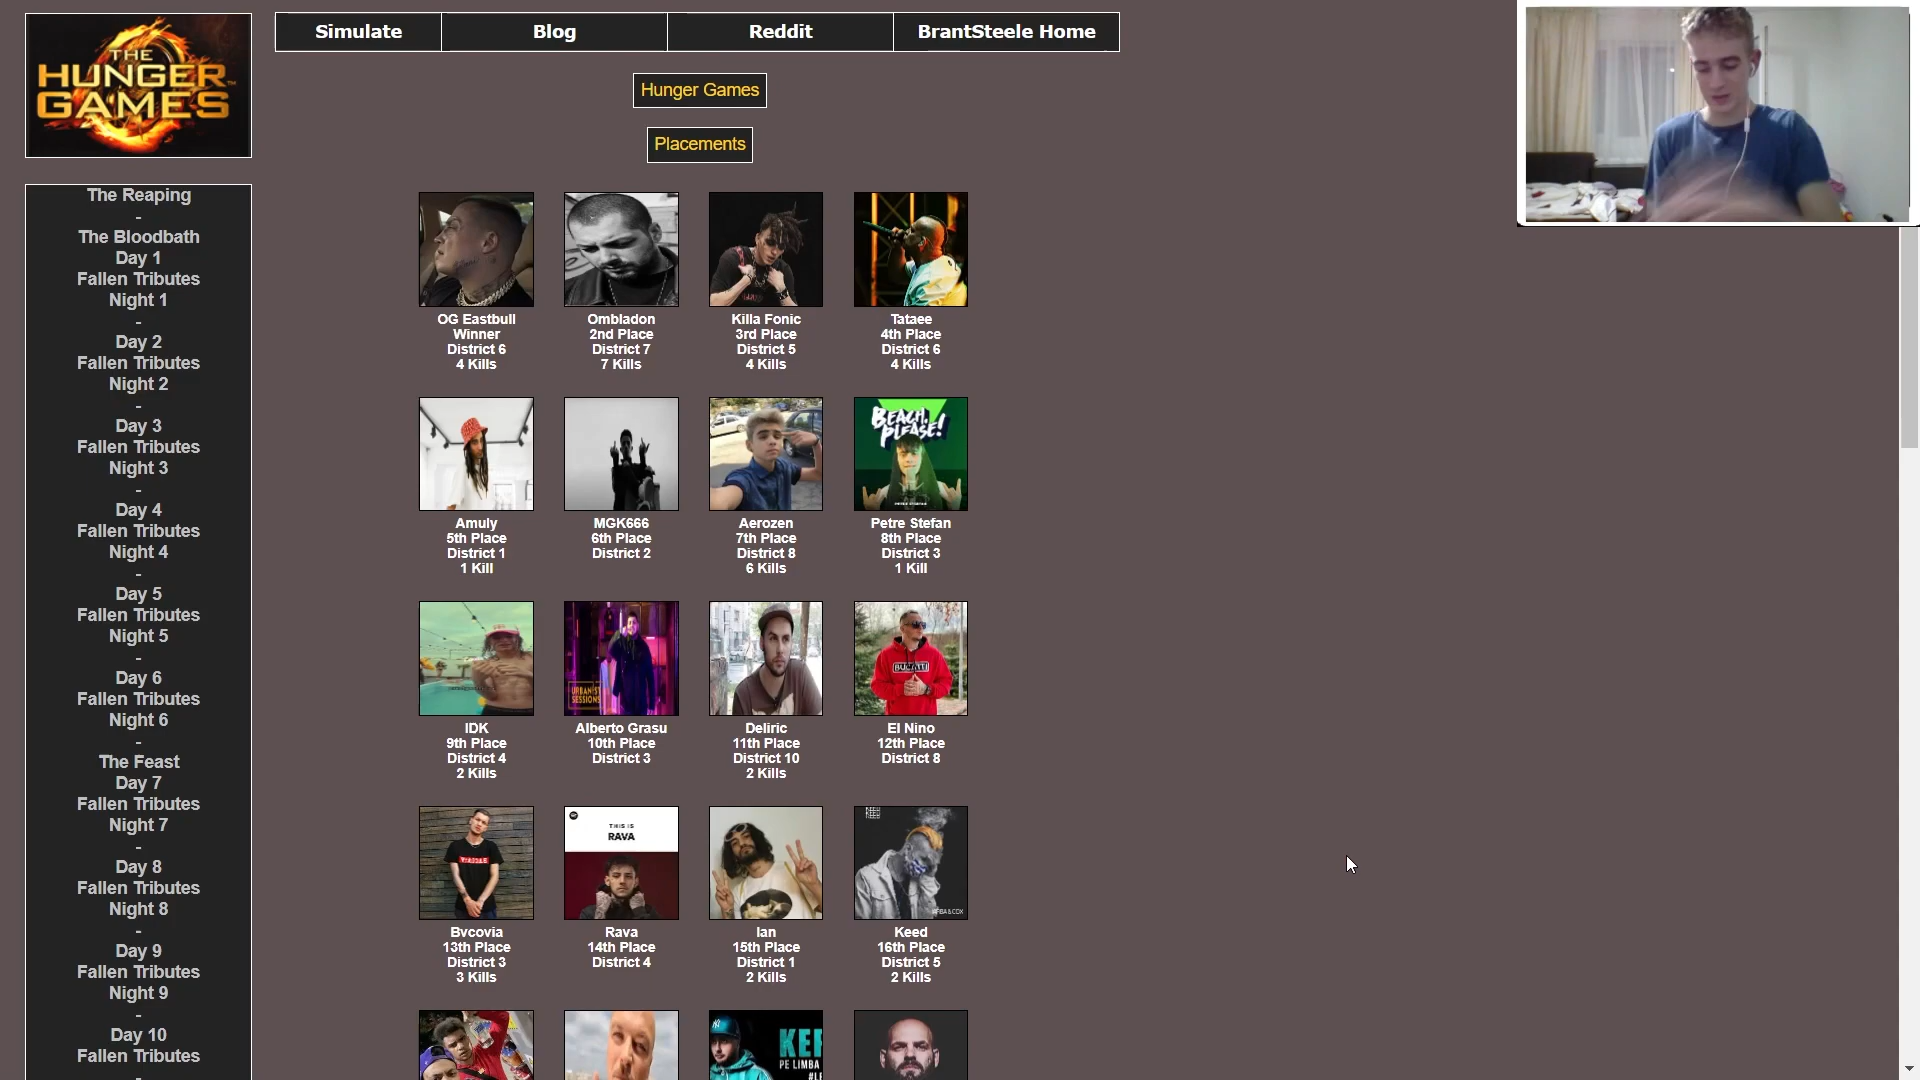 THE
HUNGER
GAMES
Simulate
Blog
Reddit
BrantSteele Home
Hunger Games
Placements
The Reaping
-
The Bloodbath
Day 1
Fallen Tributes
Night 1
-
Day 2
Fallen Tributes
Night 2
-
Day 3
Fallen Tributes
Night 3
-
Day 4
Fallen Tributes
Night 4
-
Day 5
Fallen Tributes
Night 5
-
Day 6
Fallen Tributes
Night 6
-
The Feast
Day 7
Fallen Tributes
Night 7
-
Day 8
Fallen Tributes
Night 8
-
Day 9
Fallen Tributes
Night 9
-
Day 10
Fallen Tributes
-
OG Eastbull
Winner
District 6
4 Kills
Ombladon
2nd Place
District 7
7 Kills
Killa Fonic
3rd Place
District 5
4 Kills
Tataee
4th Place
District 6
4 Kills
Amuly
5th Place
District 1
1 Kill
MGK666
6th Place
District 2
Aerozen
7th Place
District 8
6 Kills
BEACH,
PLEASE!
Petre Stefan
8th Place
District 3
1 Kill
IDK
9th Place
District 4
2 Kills
URBANIST
SESSIONS
Alberto Grasu
10th Place
District 3
Deliric
11th Place
District 10
2 Kills
El Nino
12th Place
District 8
Bvcovia
13th Place
District 3
3 Kills
THIS IS
RAVA
Rava
14th Place
District 4
Ian
15th Place
District 1
2 Kills
Keed
16th Place
District 5
2 Kills
PE LIMBA